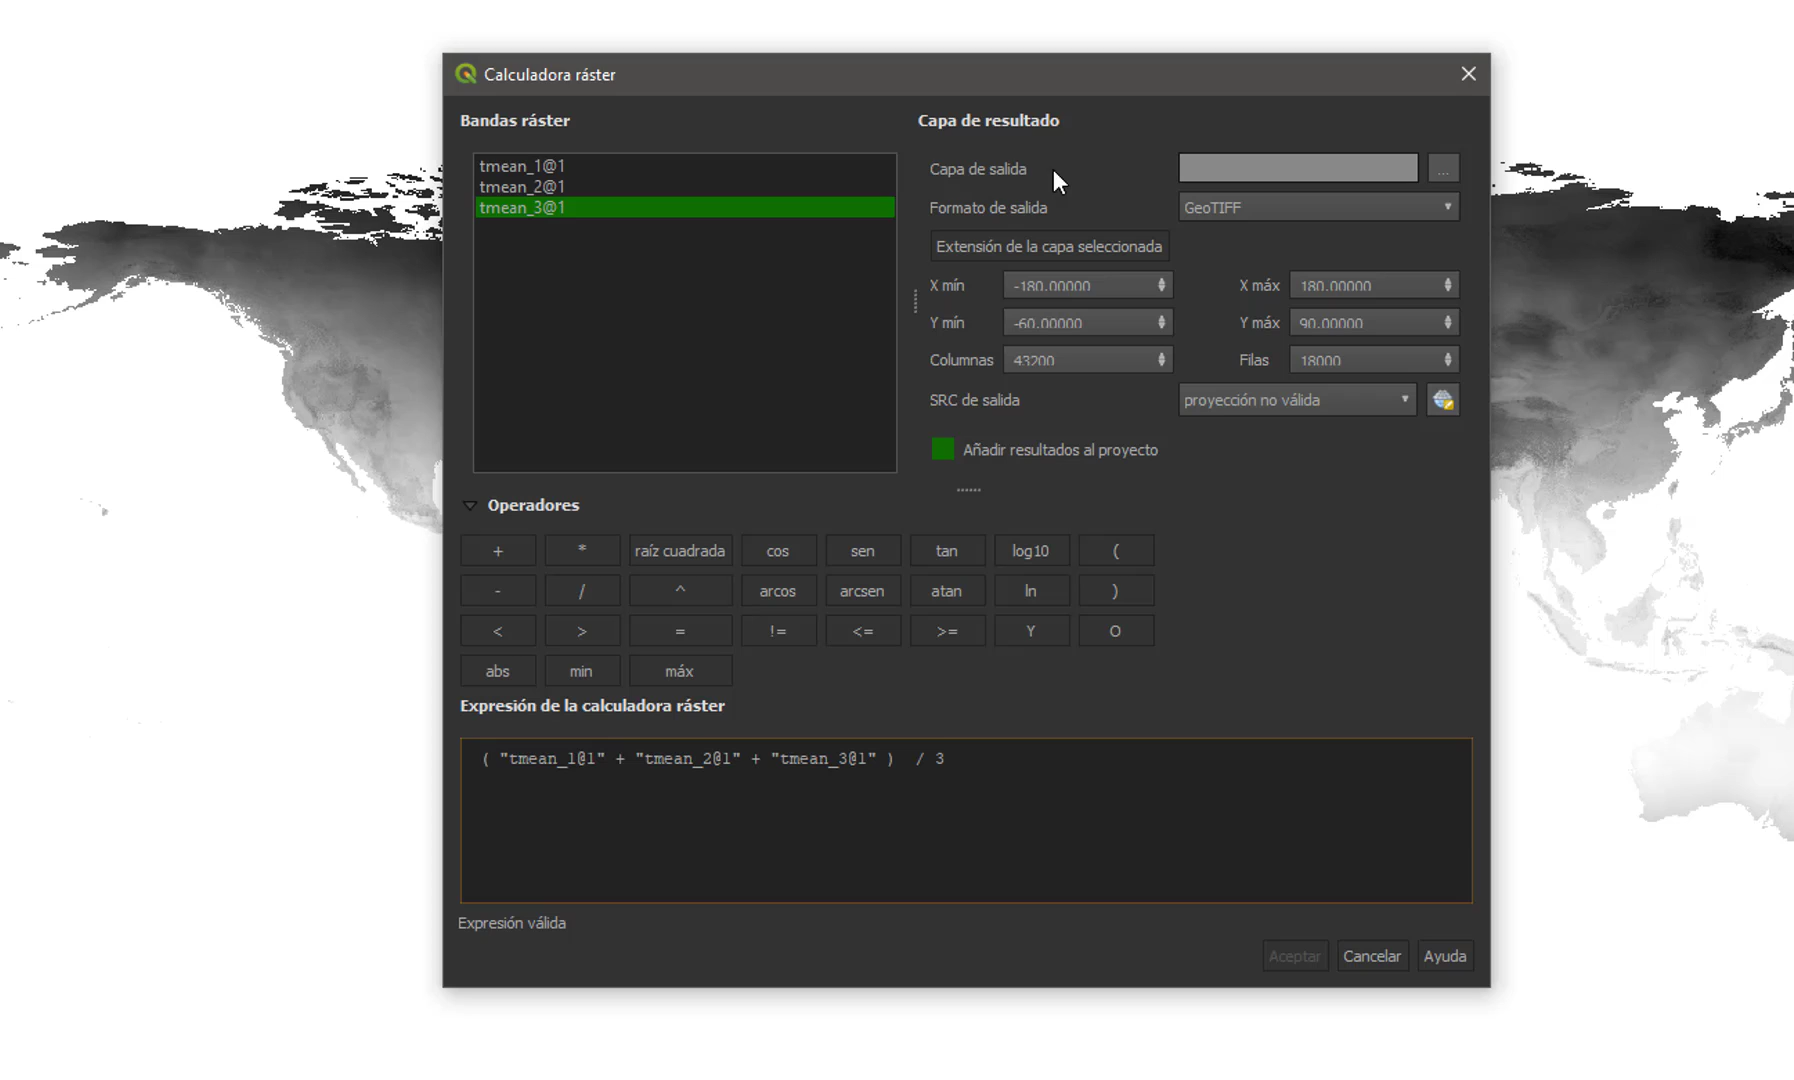 Calculadora ráster
Bandas ráster
tmean_1@1
tmean_2@1
tmean_3@1
Capa de resultado
Capa de salida
...
Formato de salida
GeoTIFF
Extensión de la capa seleccionada
X mín
-180.00000
X máx
180.00000
Y mín
-60.00000
Y máx
90.00000
Columnas
43200
Filas
18000
SRC de salida
proyección no válida
Añadir resultados al proyecto
Operadores
+ * raíz cuadrada cos sen tan log10 (
- / ^ arcos arcsen atan ln )
< > = != <= >= Y O
abs min máx
Expresión de la calculadora ráster
( "tmean_1@1" + "tmean_2@1" + "tmean_3@1" ) / 3
Expresión válida
Aceptar
Cancelar
Ayuda